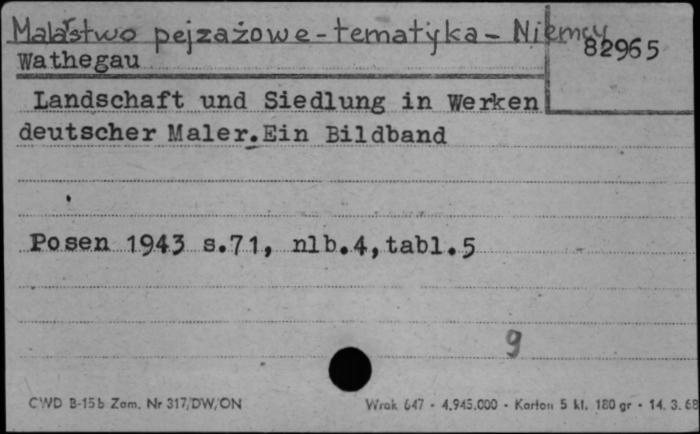 Malarstwo pejzażowe-tematyka-Niemcy
82965
Wathegau
Landschaft und Siedlung in Werken
deutscher Maler.Ein Bildband
Posen 1943 s.71, nlb.4,tabl.5
9
CWD B-15b Zam. Nr 317/DW/ON
Wrak 647 - 4.945.000 - Karton 5 kl. 180 gr - 14. 3. 68